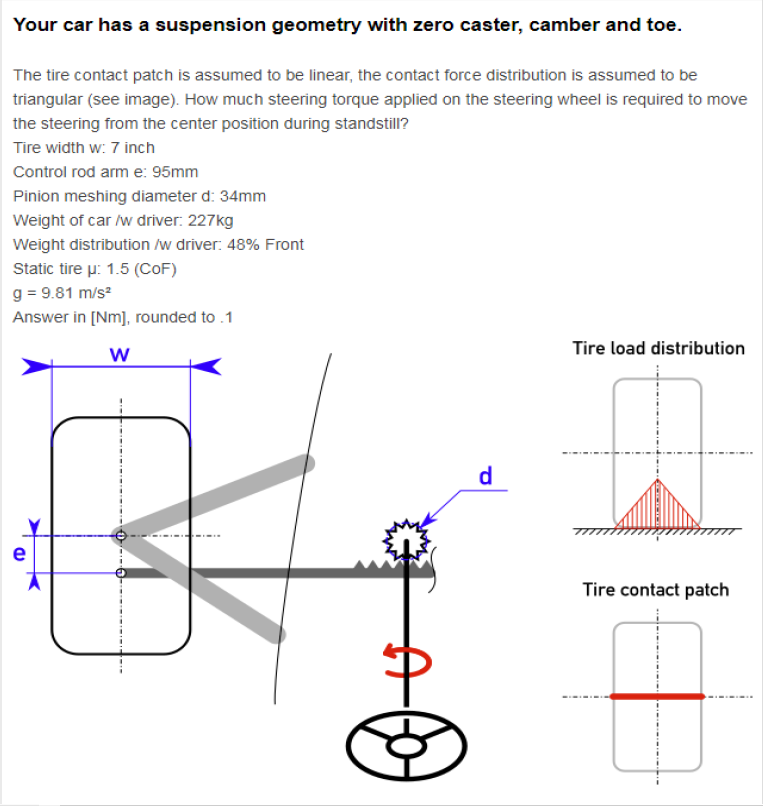 Your car has a suspension geometry with zero caster, camber and toe.
The tire contact patch is assumed to be linear, the contact force distribution is assumed to be
triangular (see image). How much steering torque applied on the steering wheel is required to move
the steering from the center position during standstill?
Tire width w: 7 inch
Control rod arm e: 95mm
Pinion meshing diameter d: 34mm
Weight of car /w driver: 227kg
Weight distribution /w driver: 48% Front
Static tire µ: 1.5 (CoF)
g = 9.81 m/s²
Answer in [Nm], rounded to .1
w
Tire load distribution
d
e
Tire contact patch